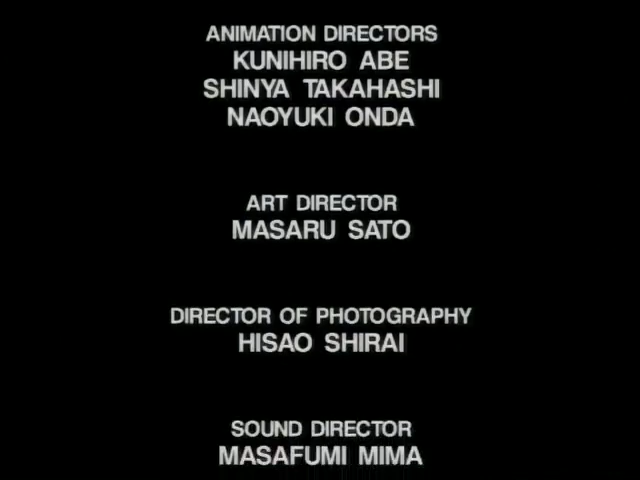 ANIMATION DIRECTORS
KUNIHIRO ABE
SHINYA TAKAHASHI
NAOYUKI ONDA
ART DIRECTOR
MASARU SATO
DIRECTOR OF PHOTOGRAPHY
HISAO SHIRAI
SOUND DIRECTOR
MASAFUMI MIMA